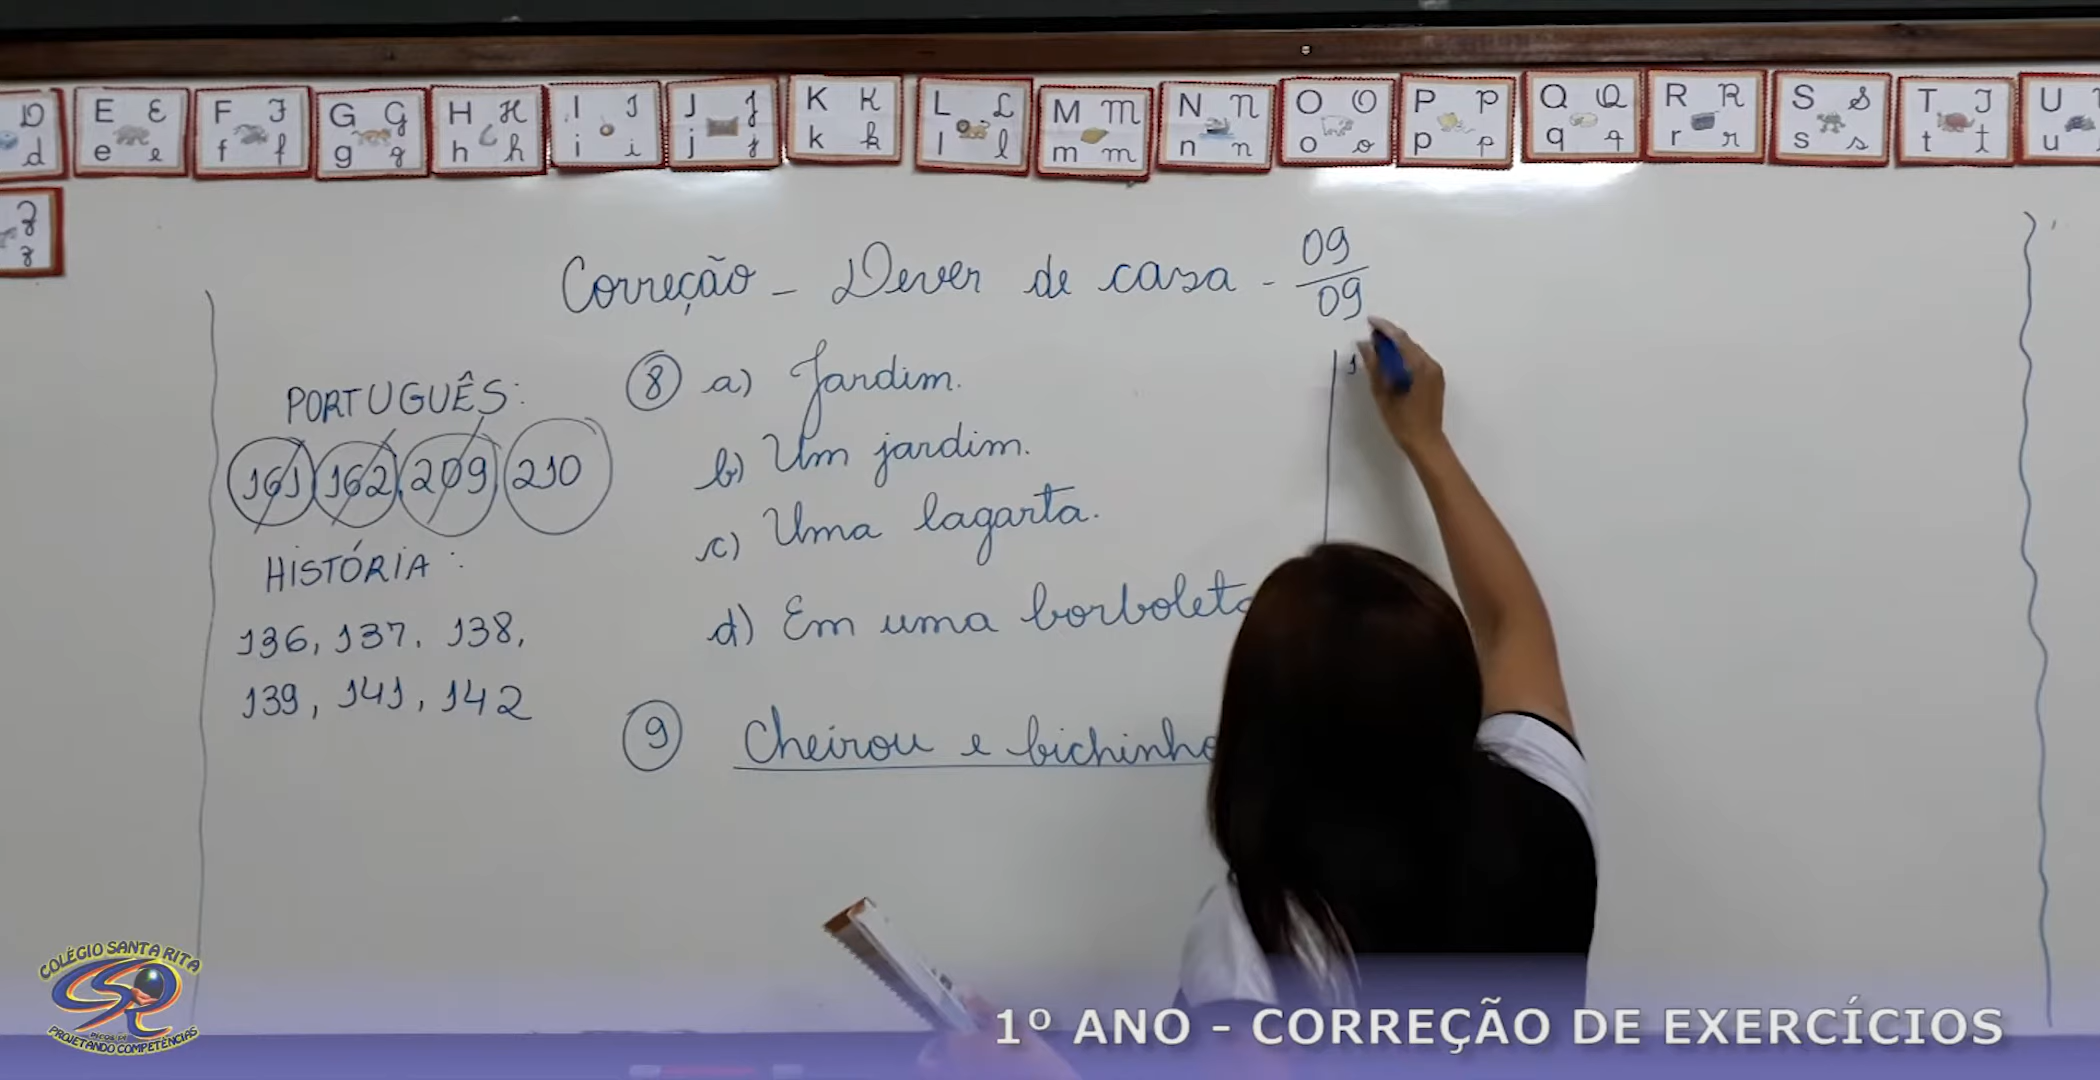 D
d
E E
e e
F F
f f
G G
g g
H H
h h
I I
i i
J J
j j
K K
k k
L L
l l
M M
m m
N N
n n
O O
o o
P P
p p
Q Q
q q
R R
r r
S S
s s
T T
t t
U
u
Z
z
Correção - Dever de casa - 09/09
PORTUGUÊS:
161 162, 209, 210
HISTÓRIA:
136, 137, 138,
139, 141, 142
8 a) Jardim.
b) Um jardim.
c) Uma lagarta.
d) Em uma borboleta
9 Cheirou e bichinho
1
COLÉGIO SANTA RITA
PROJETANDO COMPETÊNCIAS
1º ANO - CORREÇÃO DE EXERCÍCIOS